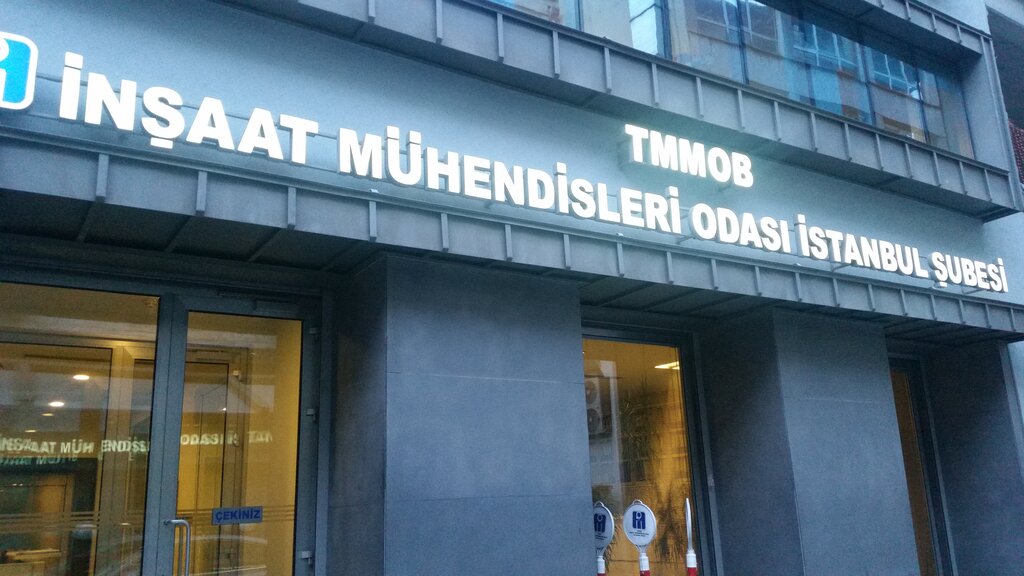 TMMOB
İNŞAAT MÜHENDİSLERİ ODASI İSTANBUL ŞUBESİ
ÇEKİNİZ